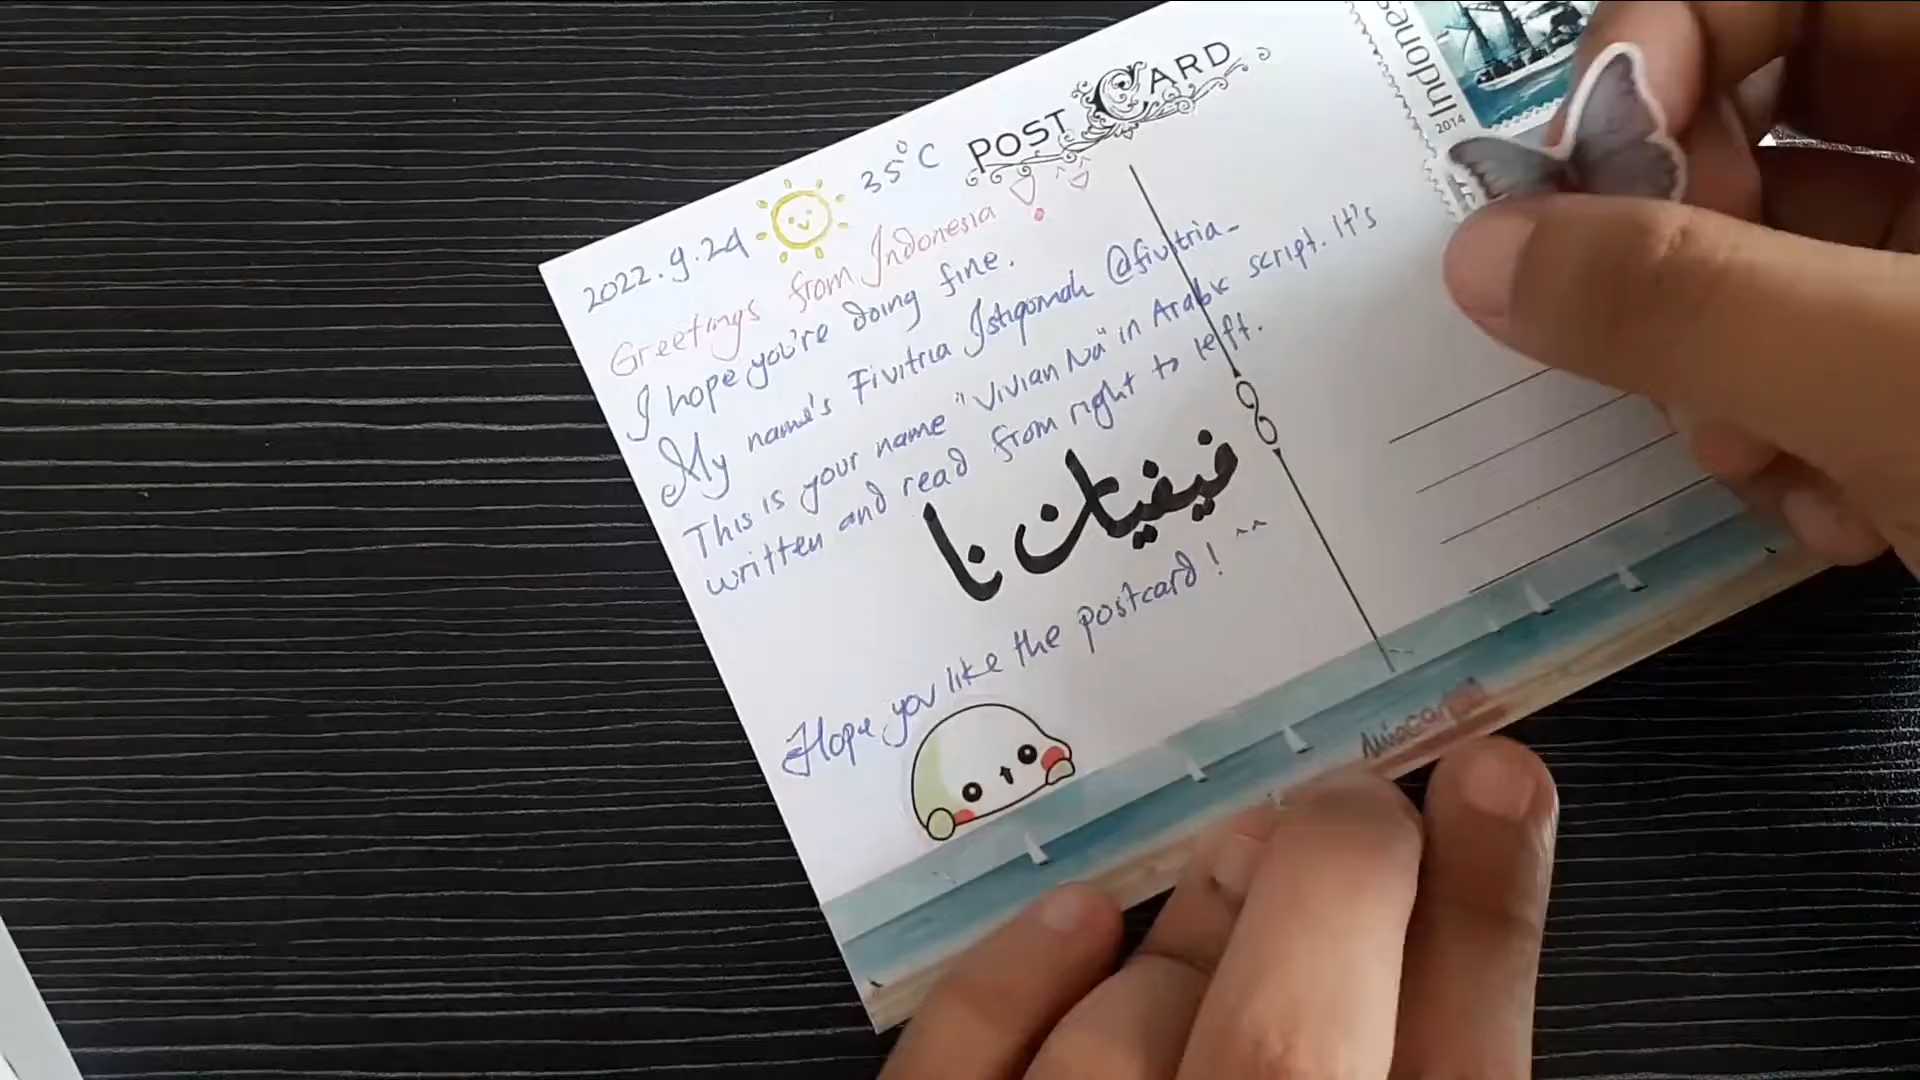 POST CARD
Indones
2014
2022.9.24 35°C
Greetings from Indonesia
I hope you're doing fine.
My name's Fivitria Istiqomah @fivitria_
This is your name "Vivian Na" in Arabic script. It's
written and read from right to left.
فيفيان نا
Hope you like the postcard! ^^